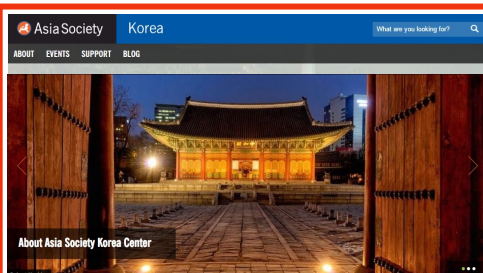 Asia Society
Korea
What are you looking for?
ABOUT EVENTS SUPPORT BLOG
About Asia Society Korea Center